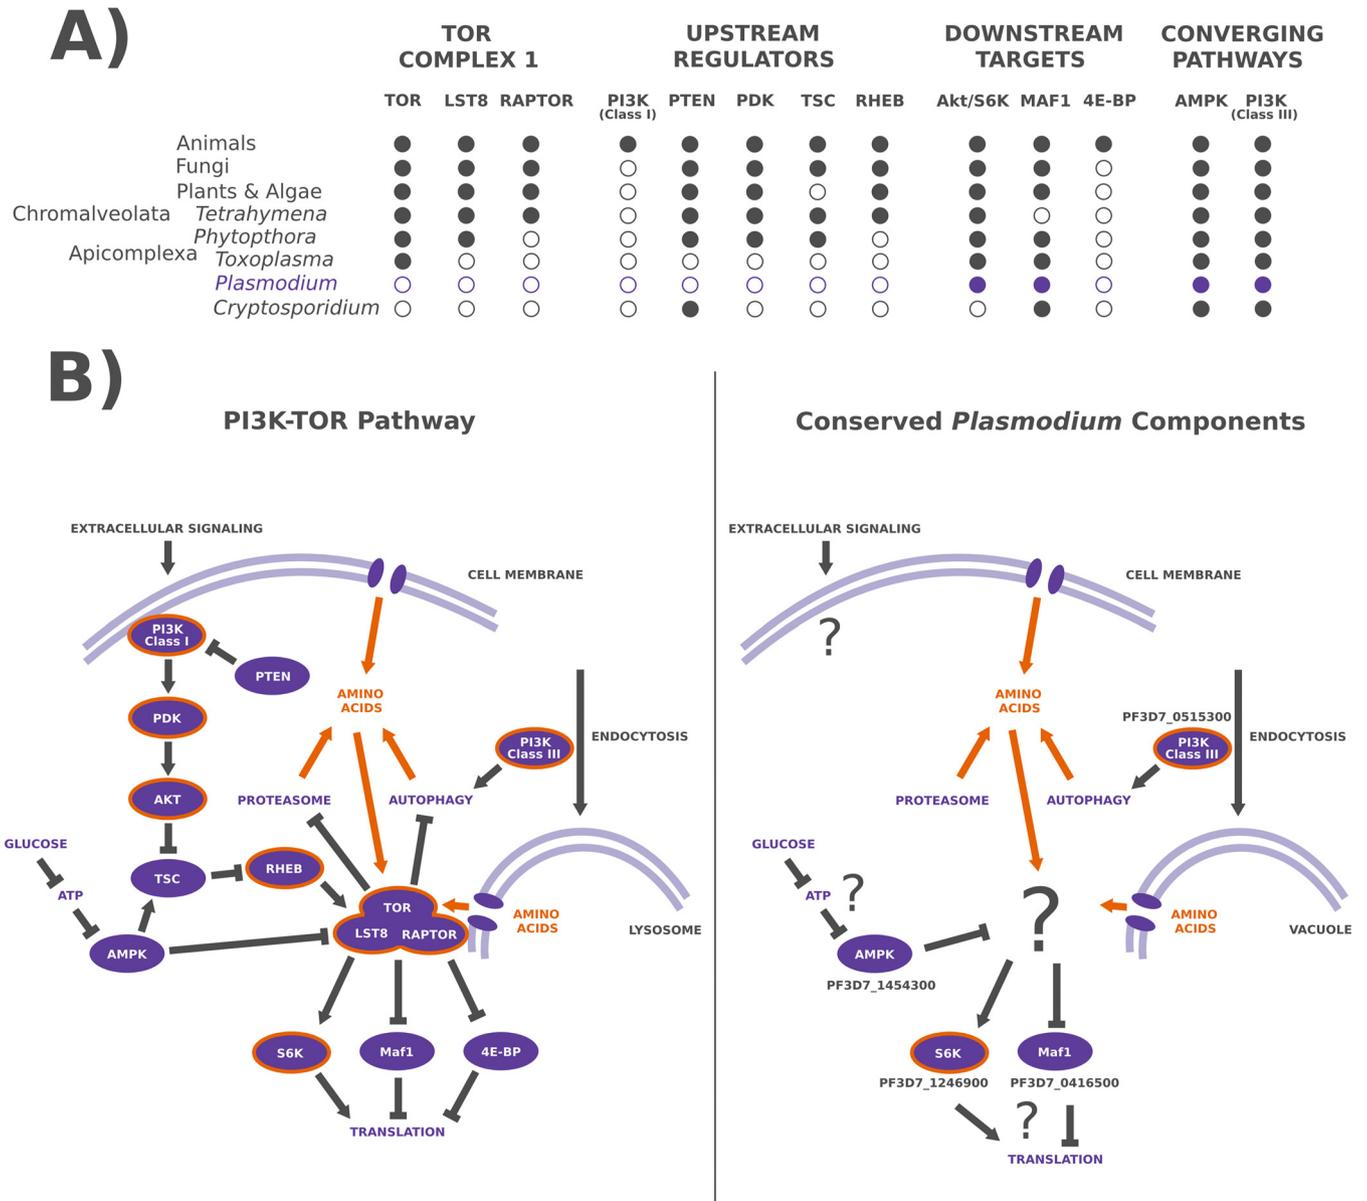 A)
TOR
COMPLEX 1
UPSTREAM
REGULATORS
DOWNSTREAM
TARGETS
CONVERGING
PATHWAYS
TOR LST8 RAPTOR PI3K PTEN PDK TSC RHEB Akt/S6K MAF1 4E-BP AMPK PI3K
(Class I) (Class III)
Animals
Fungi
Plants & Algae
Chromalveolata Tetrahymena
Phytopthora
Apicomplexa Toxoplasma
Plasmodium
Cryptosporidium
B)
PI3K-TOR Pathway
EXTRACELLULAR SIGNALING
CELL MEMBRANE
PI3K
Class I
PTEN
AMINO
ACIDS
PDK
PI3K
Class III
ENDOCYTOSIS
AKT
PROTEASOME
AUTOPHAGY
GLUCOSE
TSC
RHEB
ATP
TOR
LST8 RAPTOR
AMINO
ACIDS
LYSOSOME
AMPK
S6K
Maf1
4E-BP
TRANSLATION
Conserved Plasmodium Components
EXTRACELLULAR SIGNALING
CELL MEMBRANE
?
AMINO
ACIDS
PF3D7_0515300
PI3K
Class III
ENDOCYTOSIS
PROTEASOME
AUTOPHAGY
GLUCOSE
ATP
?
?
AMINO
ACIDS
VACUOLE
AMPK
PF3D7_1454300
S6K
Maf1
PF3D7_1246900
PF3D7_0416500
?
TRANSLATION